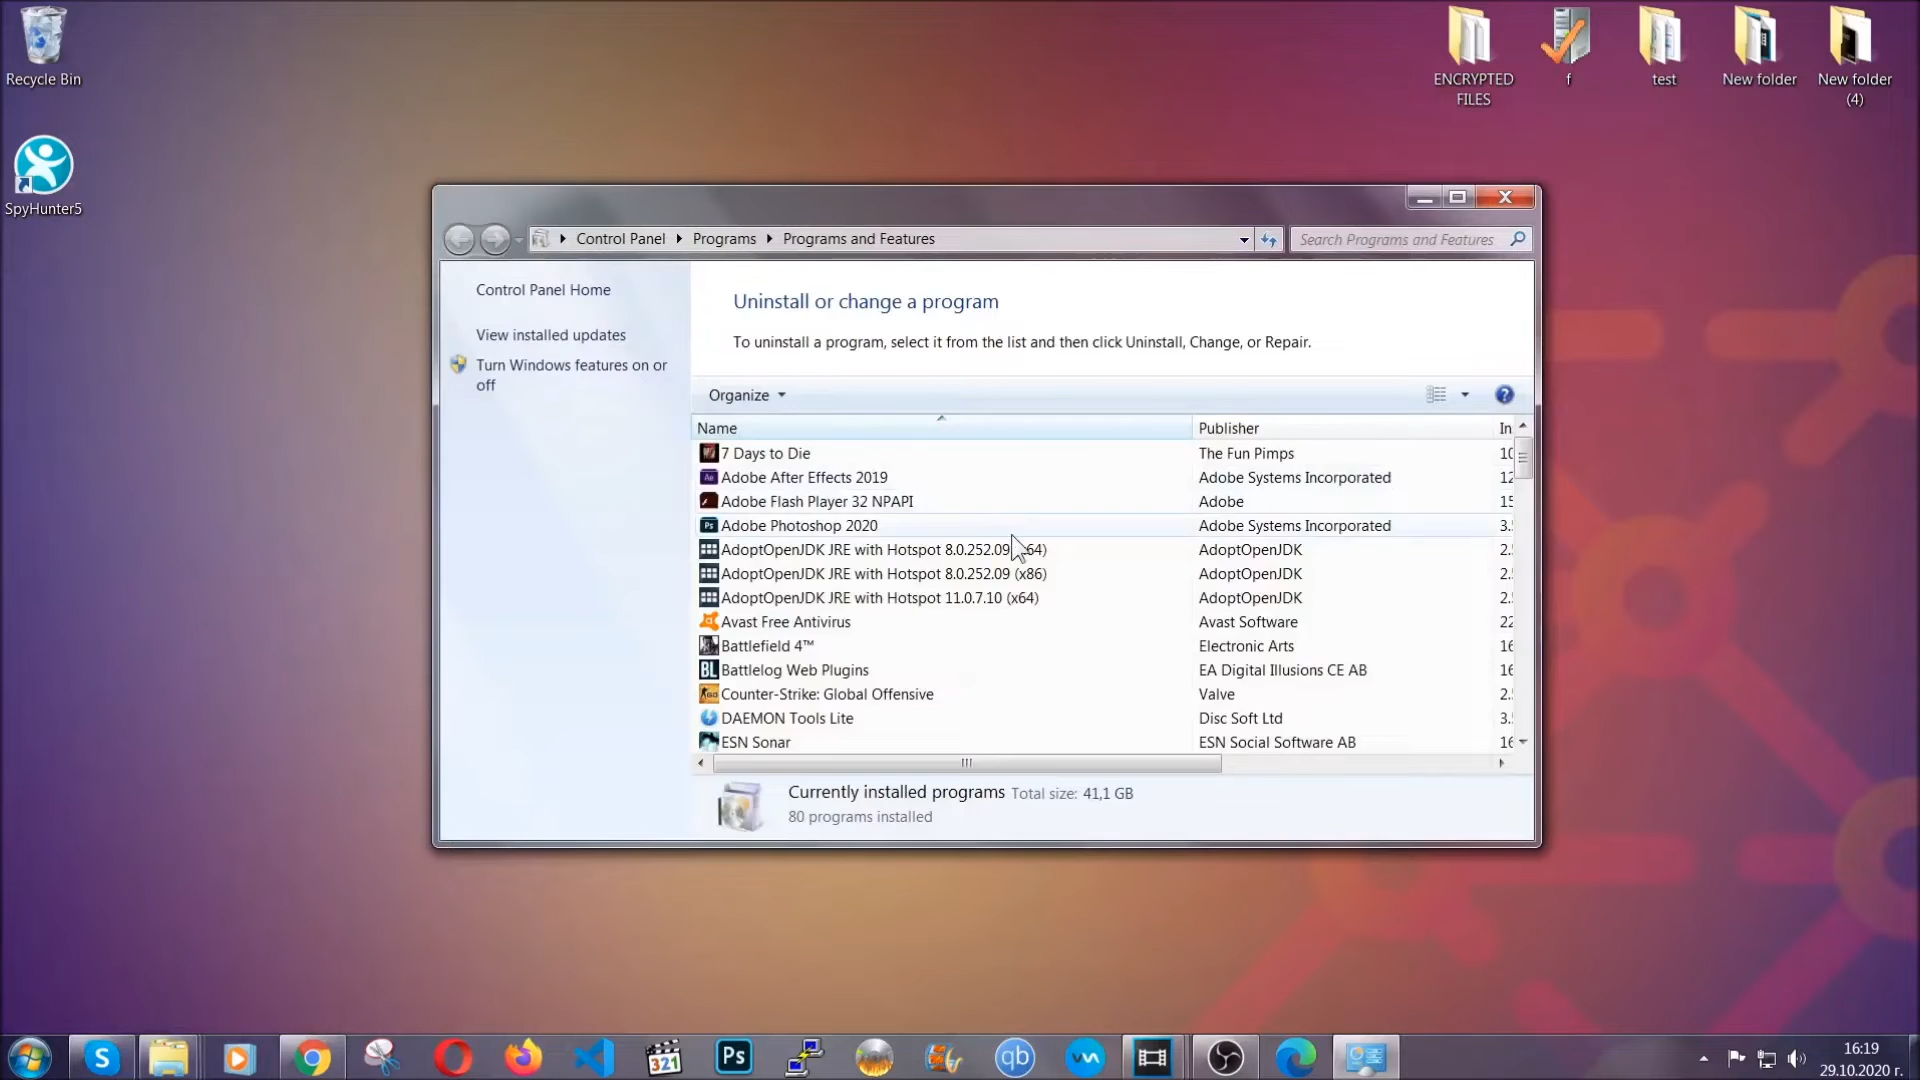 Recycle Bin
SpyHunter5
ENCRYPTED
FILES
f
test
New folder
New folder
(4)
Control Panel
Programs
Programs and Features
Search Programs and Features
Control Panel Home
View installed updates
Turn Windows features on or
off
Uninstall or change a program
To uninstall a program, select it from the list and then click Uninstall, Change, or Repair.
Organize
Name Publisher In
7 Days to Die The Fun Pimps 10
Adobe After Effects 2019 Adobe Systems Incorporated 12
Adobe Flash Player 32 NPAPI Adobe 15
Adobe Photoshop 2020 Adobe Systems Incorporated 3.
AdoptOpenJDK JRE with Hotspot 8.0.252.09 x64) AdoptOpenJDK 2.
AdoptOpenJDK JRE with Hotspot 8.0.252.09 (x86) AdoptOpenJDK 2.
AdoptOpenJDK JRE with Hotspot 11.0.7.10 (x64) AdoptOpenJDK 2.
Avast Free Antivirus Avast Software 22
Battlefield 4™ Electronic Arts 16
BL Battlelog Web Plugins EA Digital Illusions CE AB 16
Counter-Strike: Global Offensive Valve 2.
DAEMON Tools Lite Disc Soft Ltd 3.
ESN Sonar ESN Social Software AB 16
Currently installed programs Total size: 41,1 GB
80 programs installed
S
321
Ps
qb
16:19
29.10.2020 г.